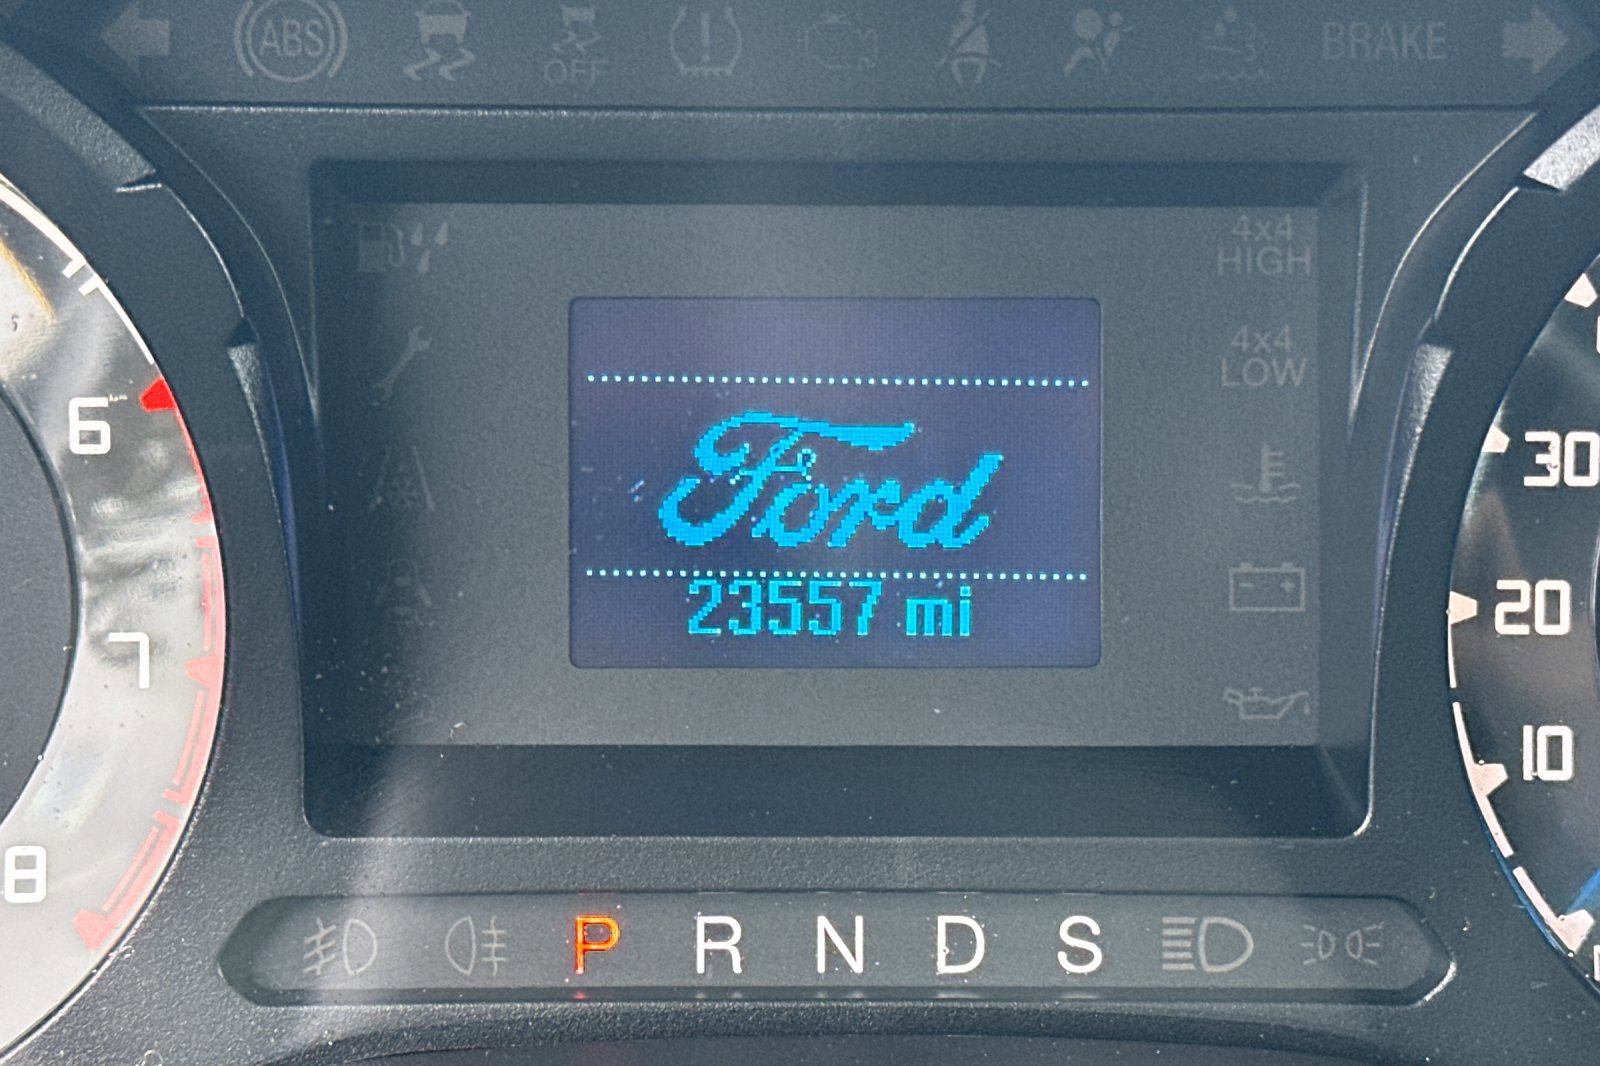 ABS
OFF
BRAKE
4x4
HIGH
4x4
LOW
Ford
23557 mi
6
7
8
30
20
10
P R N D S